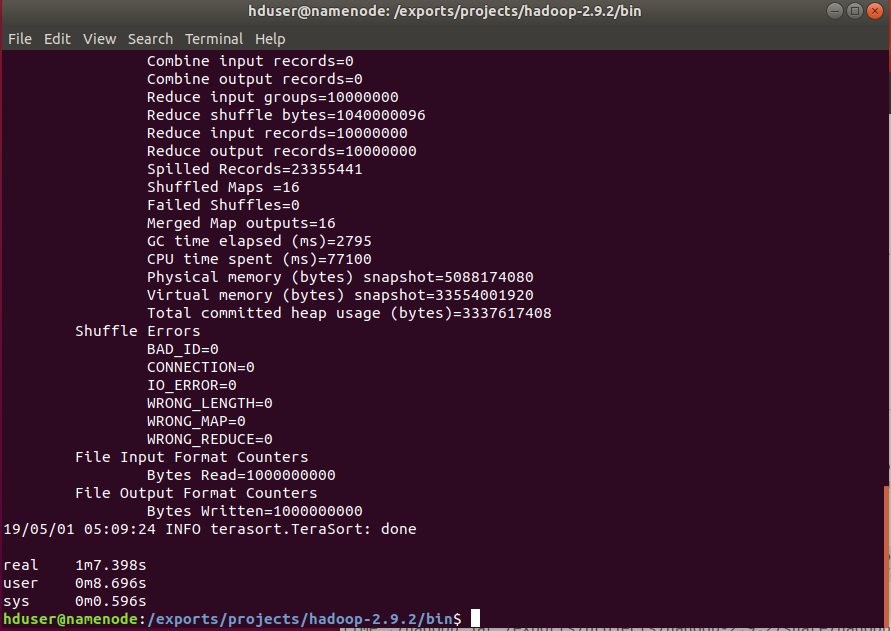 hduser@namenode: /exports/projects/hadoop-2.9.2/bin
File Edit View Search Terminal Help
Combine input records=0
Combine output records=0
Reduce input groups=10000000
Reduce shuffle bytes=1040000096
Reduce input records=10000000
Reduce output records=10000000
Spilled Records=23355441
Shuffled Maps =16
Failed Shuffles=0
Merged Map outputs=16
GC time elapsed (ms)=2795
CPU time spent (ms)=77100
Physical memory (bytes) snapshot=5088174080
Virtual memory (bytes) snapshot=33554001920
Total committed heap usage (bytes)=3337617408
Shuffle Errors
BAD_ID=0
CONNECTION=0
IO_ERROR=0
WRONG_LENGTH=0
WRONG_MAP=0
WRONG_REDUCE=0
File Input Format Counters
Bytes Read=1000000000
File Output Format Counters
Bytes Written=1000000000
19/05/01 05:09:24 INFO terasort.TeraSort: done
real 1m7.398s
user 0m8.696s
sys 0m0.596s
hduser@namenode:/exports/projects/hadoop-2.9.2/bin$